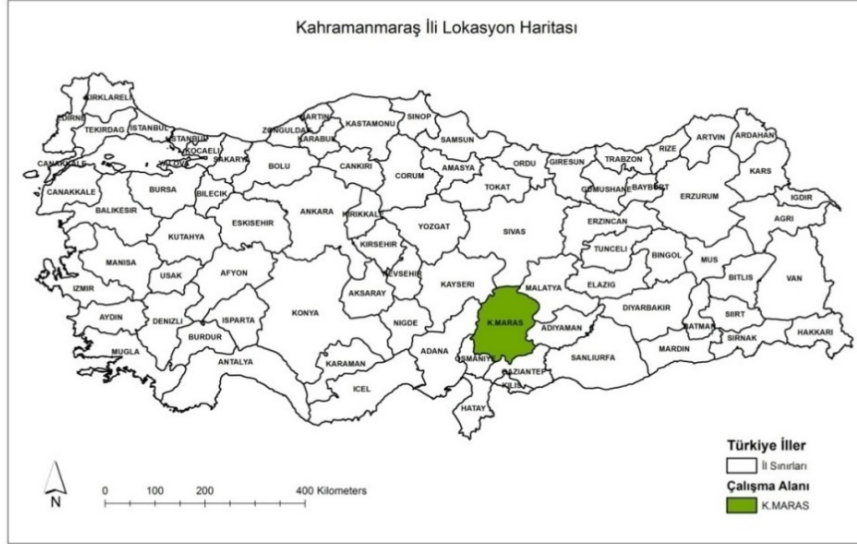 Kahramanmaraş İli Lokasyon Haritası
KIRKLARELI
EDIRNE
TEKIRDAG
ISTANBUL
ISTANBUL
KOCAELI
YALOVA
SAKARYA
ZONGULDAK
BARTIN
KARABUK
KASTAMONU
SINOP
SAMSUN
CANAKKALE
CANAKKALE
BURSA
BILECIK
BOLU
CANKIRI
CORUM
AMASYA
ORDU
GIRESUN
TRABZON
RIZE
ARTVIN
ARDAHAN
KARS
TOKAT
GUMUSHANE
BAYBURT
ERZURUM
IGDIR
AGRI
BALIKESIR
ESKISEHIR
ANKARA
KIRIKKALE
YOZGAT
SIVAS
ERZINCAN
KUTAHYA
KIRSEHIR
TUNCELI
BINGOL
MUS
MANISA
USAK
AFYON
NEVSEHIR
KAYSERI
MALATYA
ELAZIG
BITLIS
VAN
IZMIR
AKSARAY
KONYA
DIYARBAKIR
AYDIN
DENIZLI
ISPARTA
NIGDE
K.MARAS
ADIYAMAN
BATMAN
SIIRT
HAKKARI
BURDUR
SIRNAK
MUGLA
ANTALYA
KARAMAN
ADANA
OSMANIYE
GAZIANTEP
SANLIURFA
MARDIN
ICEL
KILIS
HATAY
Türkiye İller
İl Sınırları
Çalışma Alanı
K.MARAS
N
0 100 200 400 Kilometers